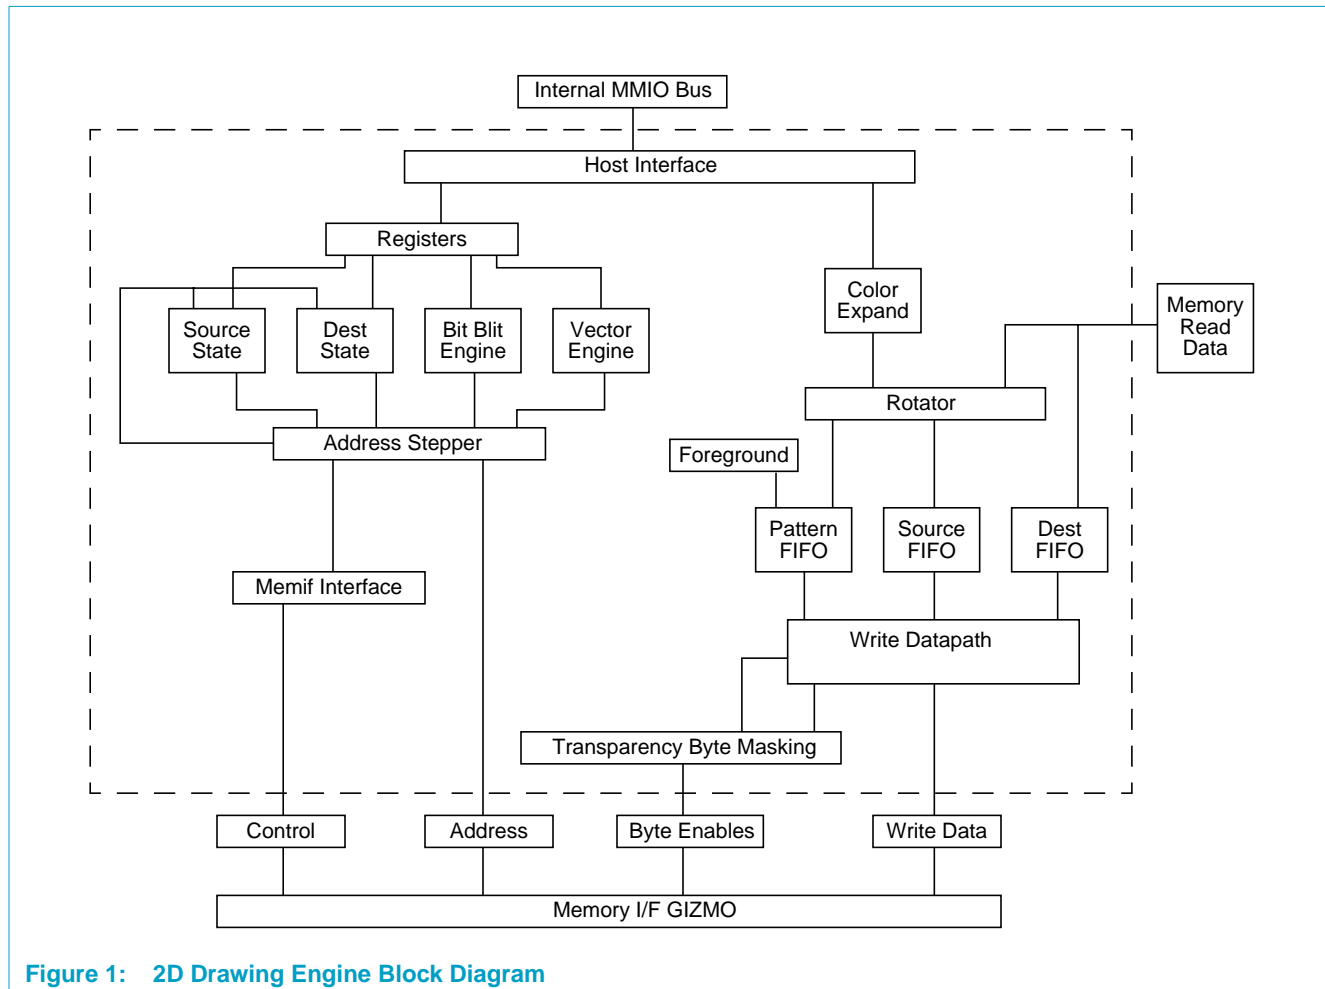 Internal MMIO Bus
Host Interface
Registers
Color
Expand
Memory
Read
Data
Source
State
Dest
State
Bit Blit
Engine
Vector
Engine
Rotator
Address Stepper
Foreground
Pattern
FIFO
Source
FIFO
Dest
FIFO
Memif Interface
Write Datapath
Transparency Byte Masking
Control
Address
Byte Enables
Write Data
Memory I/F GIZMO
Figure 1: 2D Drawing Engine Block Diagram